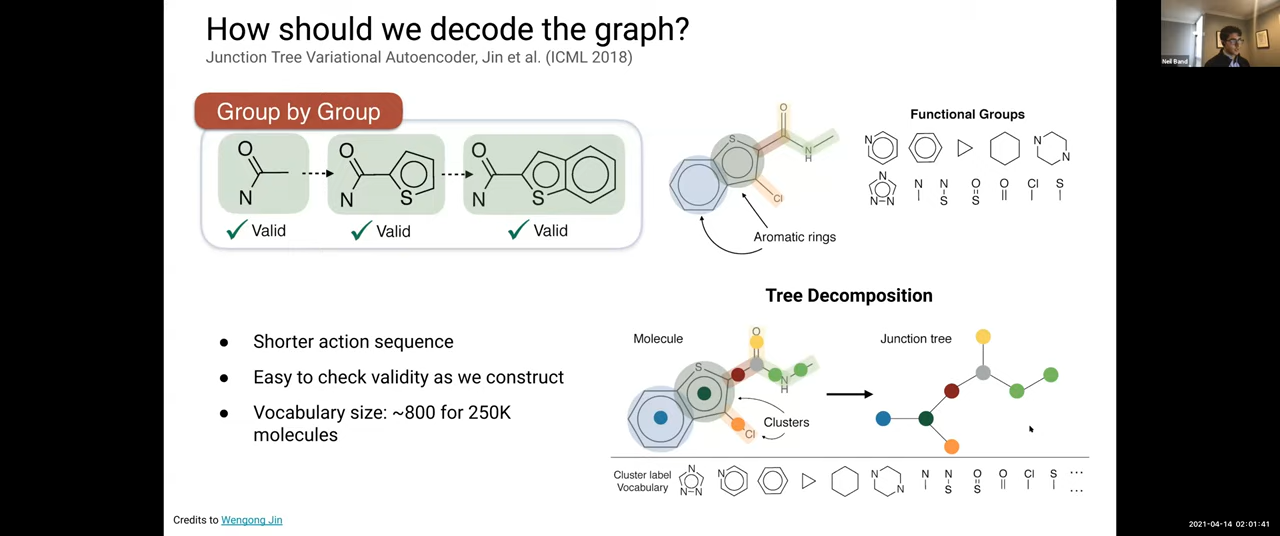 How should we decode the graph?
Junction Tree Variational Autoencoder, Jin et al. (ICML 2018)
Neil Band
Group by Group
O
N
Valid
O
N
S
Valid
O
N
S
Valid
O
S
N
H
Cl
Aromatic rings
Functional Groups
N
N
N
N
N
N
N
N
S
O
S
O
Cl
S
Shorter action sequence
Easy to check validity as we construct
Vocabulary size: ~800 for 250K
molecules
Tree Decomposition
Molecule
Junction tree
O
S
N
H
Cl
Clusters
Cluster label
Vocabulary
N
N
N
N
N
N
N
N
S
O
S
O
Cl
S
...
...
Credits to Wengong Jin
2021-04-14 02:01:41